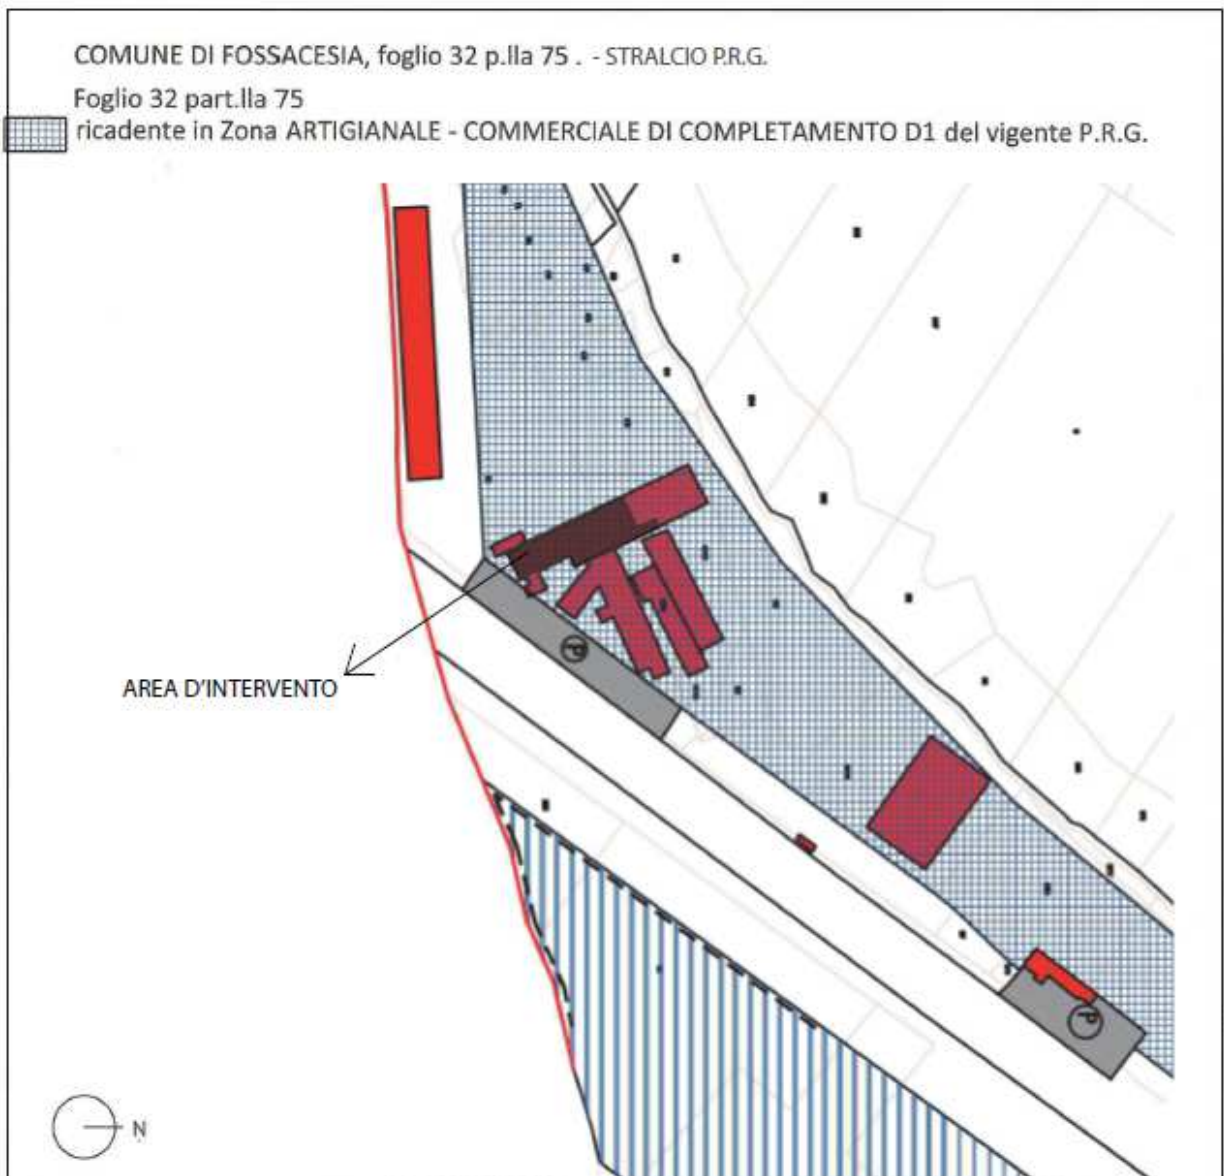 COMUNE DI FOSSACESIA, foglio 32 p.lla 75 . - STRALCIO P.R.G.
Foglio 32 part.lla 75
ricadente in Zona ARTIGIANALE - COMMERCIALE DI COMPLETAMENTO D1 del vigente P.R.G.
P
AREA D'INTERVENTO
P
N